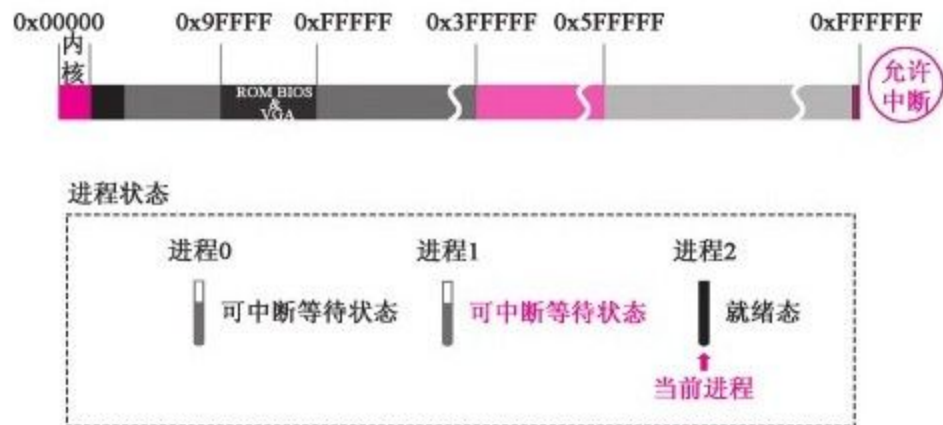 0x00000 0x9FFFF 0xFFFFF 0x3FFFFF 0x5FFFFF 0xFFFFFF
内
核
ROM BIOS
&
VGA
允许
中断
进程状态
进程0 进程1 进程2
可中断等待状态 可中断等待状态 就绪态
当前进程